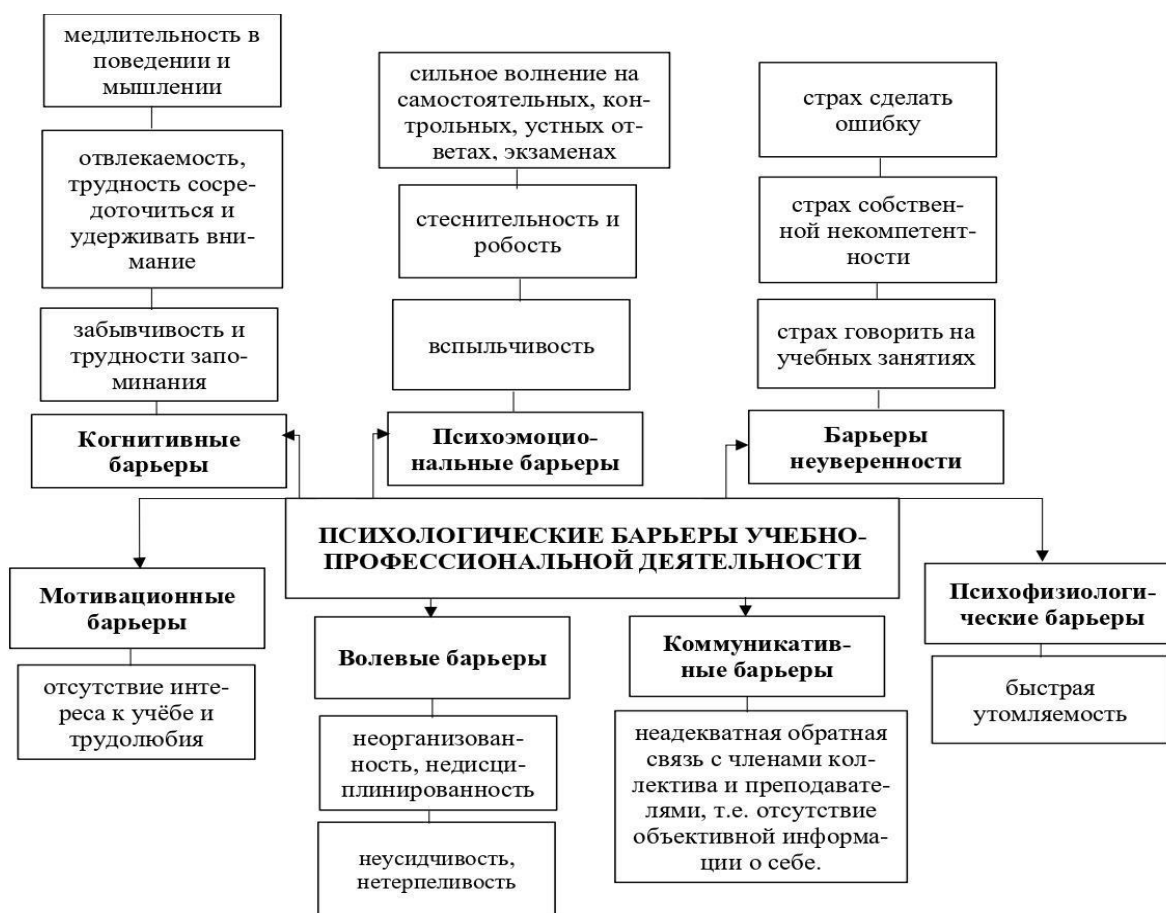 медлительность в
поведении и
мышлении
отвлекаемость,
трудность сосре-
доточиться и
удерживать вни-
мание
забывчивость и
трудности запо-
минания
Когнитивные
барьеры
сильное волнение на
самостоятельных, кон-
трольных, устных от-
ветах, экзаменах
стеснительность и
робость
вспыльчивость
Психоэмоцио-
нальные барьеры
страх сделать
ошибку
страх собствен-
ной некомпетент-
ности
страх говорить на
учебных занятиях
Барьеры
неуверенности
ПСИХОЛОГИЧЕСКИЕ БАРЬЕРЫ УЧЕБНО-
ПРОФЕССИОНАЛЬНОЙ ДЕЯТЕЛЬНОСТИ
Мотивационные
барьеры
отсутствие инте-
реса к учёбе и
трудолюбия
Волевые барьеры
неорганизован-
ность, недисци-
плинированность
неусидчивость,
нетерпеливость
Коммуникатив-
ные барьеры
неадекватная обратная
связь с членами кол-
лектива и преподавате-
лями, т.е. отсутствие
объективной информа-
ции о себе.
Психофизиологи-
ческие барьеры
быстрая
утомляемость